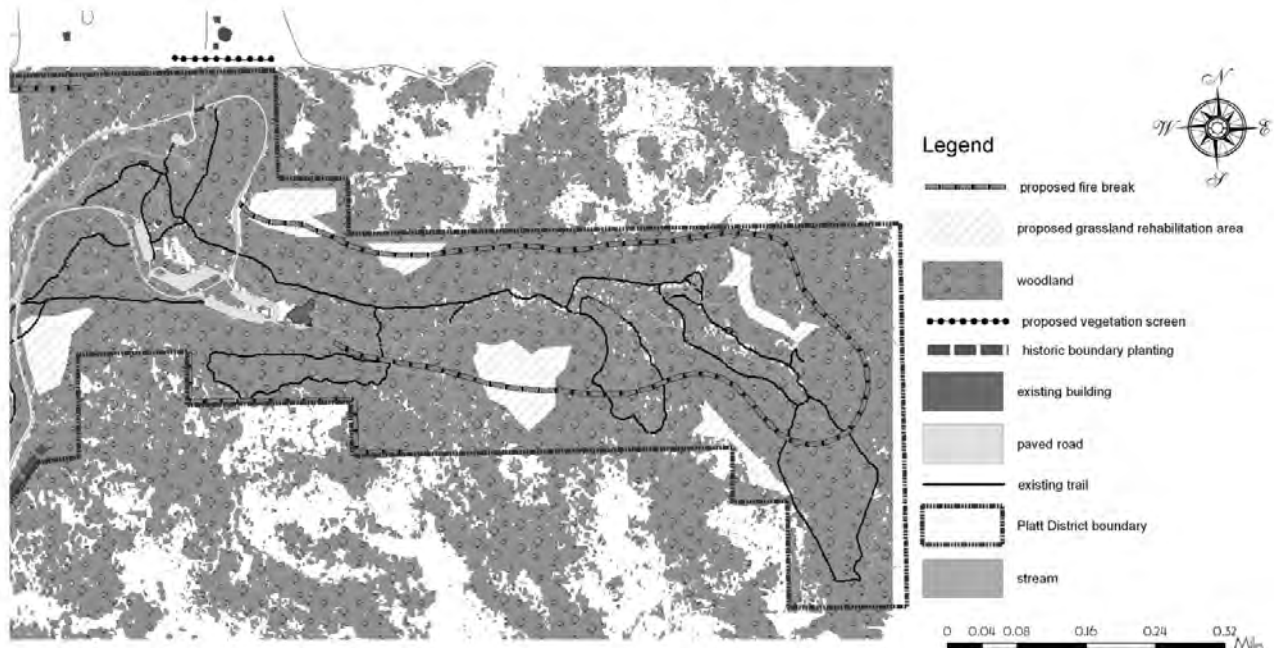 N
W
E
S
Legend
proposed fire break
proposed grassland rehabilitation area
woodland
proposed vegetation screen
historic boundary planting
existing building
paved road
existing trail
Platt District boundary
stream
0 0.04 0.08 0.16 0.24 0.32
Miles